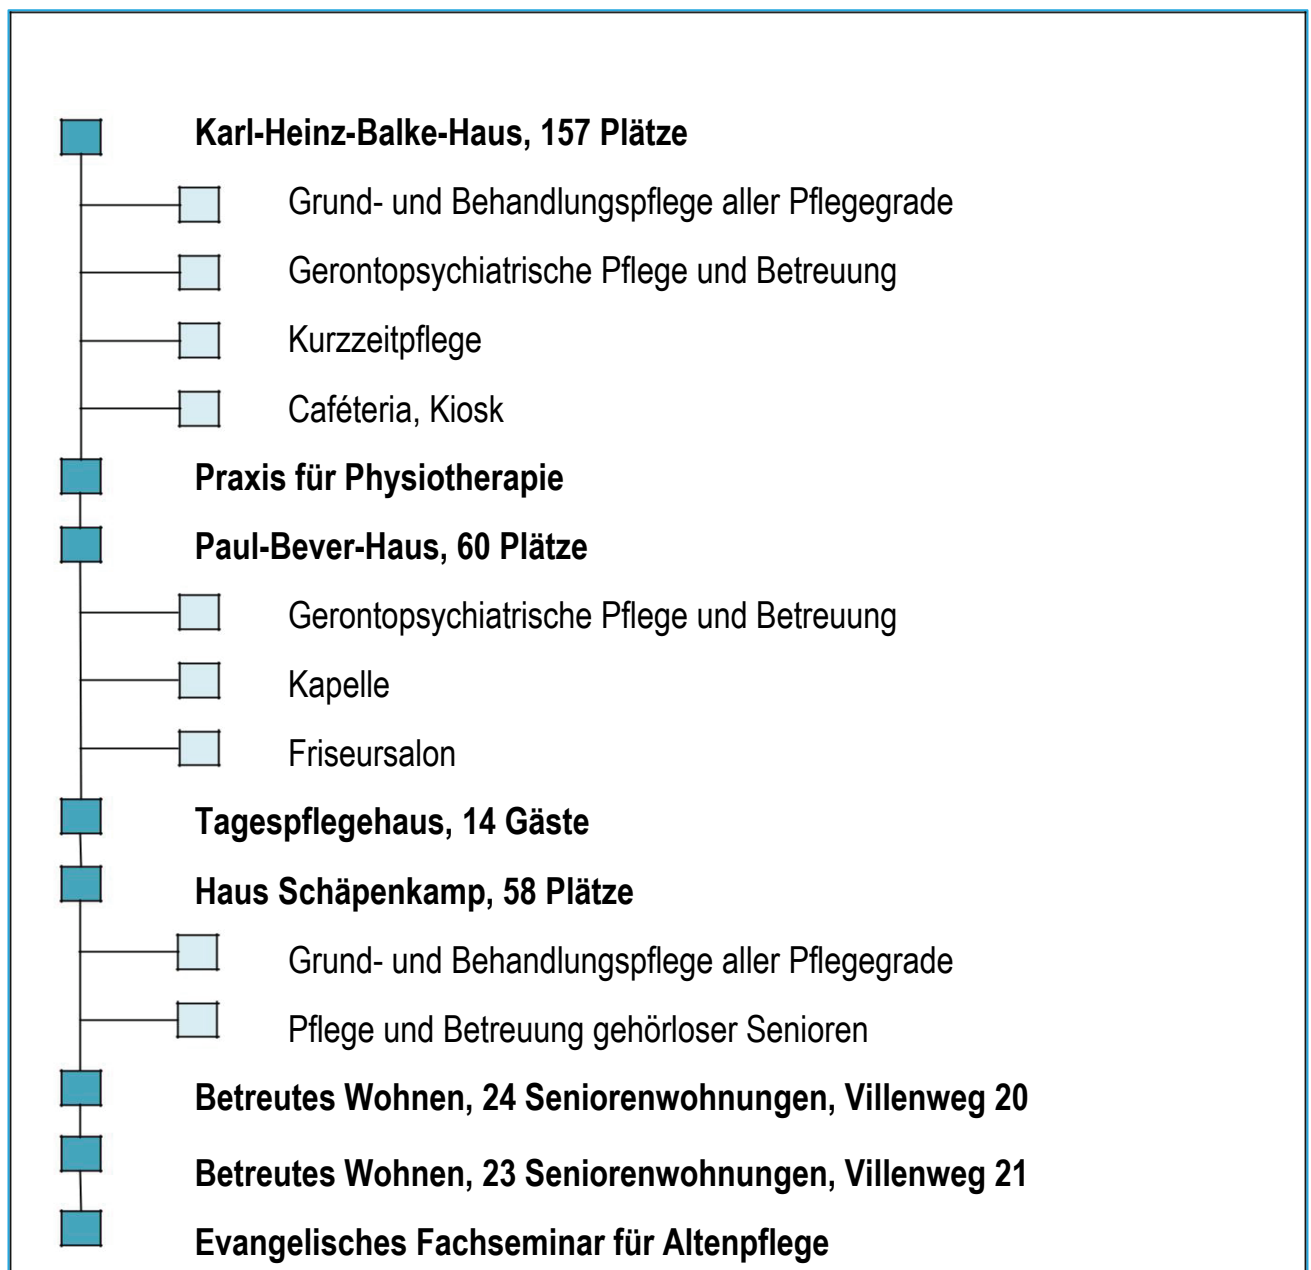 Karl-Heinz-Balke-Haus, 157 Plätze
Grund- und Behandlungspflege aller Pflegegrade
Gerontopsychiatrische Pflege und Betreuung
Kurzzeitpflege
Caféteria, Kiosk
Praxis für Physiotherapie
Paul-Bever-Haus, 60 Plätze
Gerontopsychiatrische Pflege und Betreuung
Kapelle
Friseursalon
Tagespflegehaus, 14 Gäste
Haus Schäpenkamp, 58 Plätze
Grund- und Behandlungspflege aller Pflegegrade
Pflege und Betreuung gehörloser Senioren
Betreutes Wohnen, 24 Seniorenwohnungen, Villenweg 20
Betreutes Wohnen, 23 Seniorenwohnungen, Villenweg 21
Evangelisches Fachseminar für Altenpflege